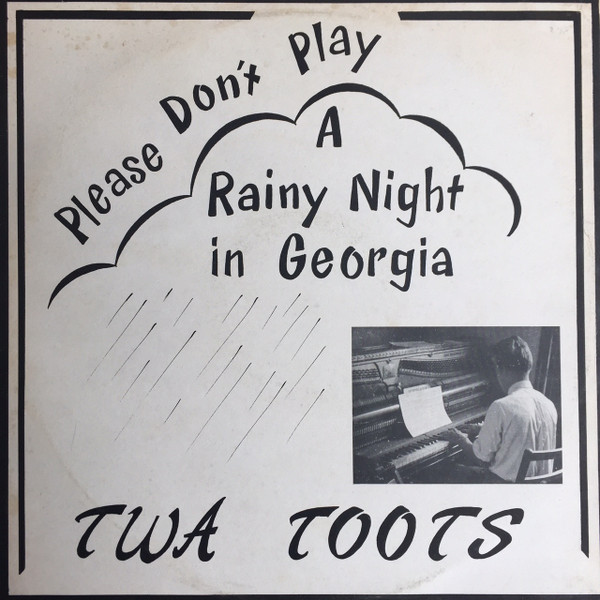 Please Don't Play
A
Rainy Night
in Georgia
TWA TOOTS